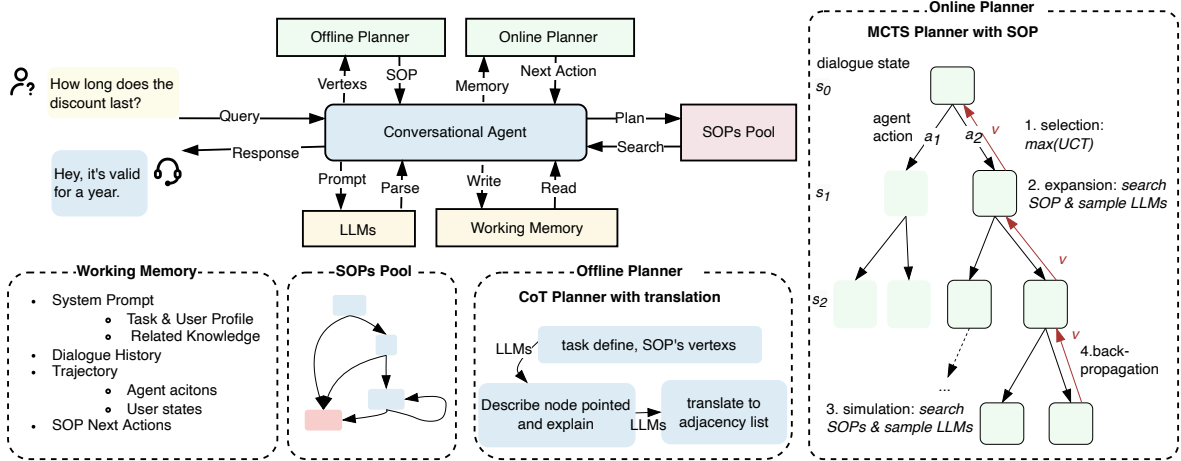 Offline Planner
Online Planner
Vertexs
SOP
Memory
Next Action
How long does the
discount last?
Query
Conversational Agent
Plan
Search
SOPs Pool
Response
Hey, it's valid
for a year.
Prompt
Parse
Write
Read
LLMs
Working Memory
Working Memory
• System Prompt
Task & User Profile
Related Knowledge
• Dialogue History
• Trajectory
Agent acitons
User states
• SOP Next Actions
SOPs Pool
Offline Planner
CoT Planner with translation
LLMs
task define, SOP's vertexs
Describe node pointed
and explain
LLMs
translate to
adjacency list
Online Planner
MCTS Planner with SOP
dialogue state
s0
agent
action
a1
a2
v
1. selection:
max(UCT)
s1
2. expansion: search
SOP & sample LLMs
v
s2
v
4.back-
propagation
...
3. simulation: search
SOPs & sample LLMs